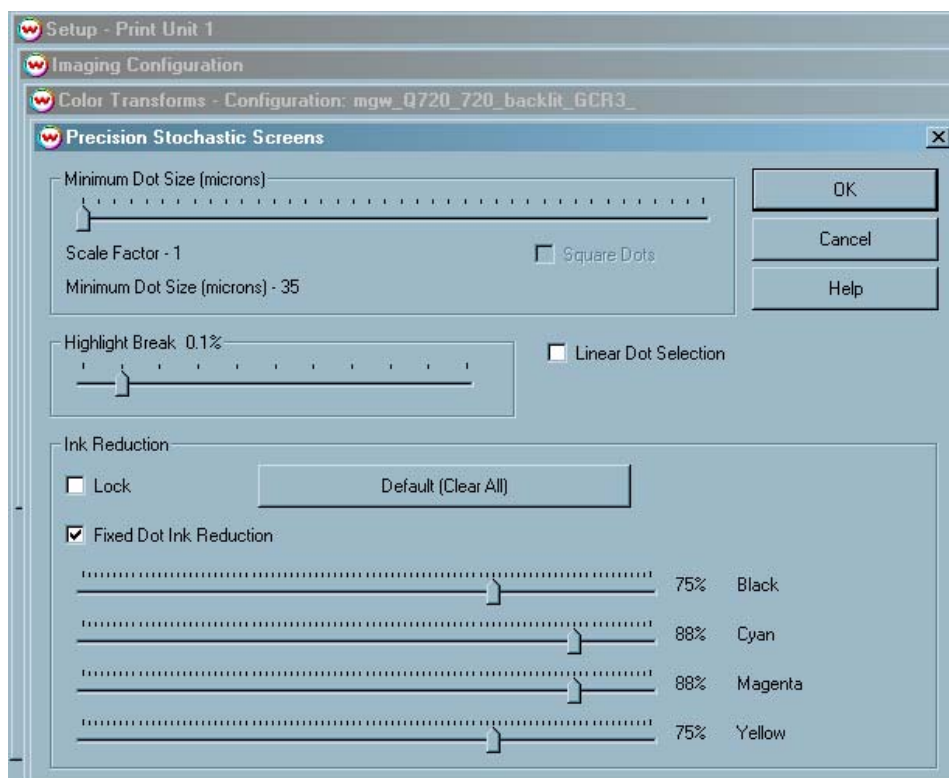 Setup - Print Unit 1
Imaging Configuration
Color Transforms - Configuration: mgw_Q720_720_backlit_GCR3_
Precision Stochastic Screens
Minimum Dot Size (microns)
OK
Scale Factor - 1
Square Dots
Cancel
Minimum Dot Size (microns) - 35
Help
Highlight Break 0.1%
Linear Dot Selection
Ink Reduction
Lock
Default (Clear All)
Fixed Dot Ink Reduction
75% Black
88% Cyan
88% Magenta
75% Yellow